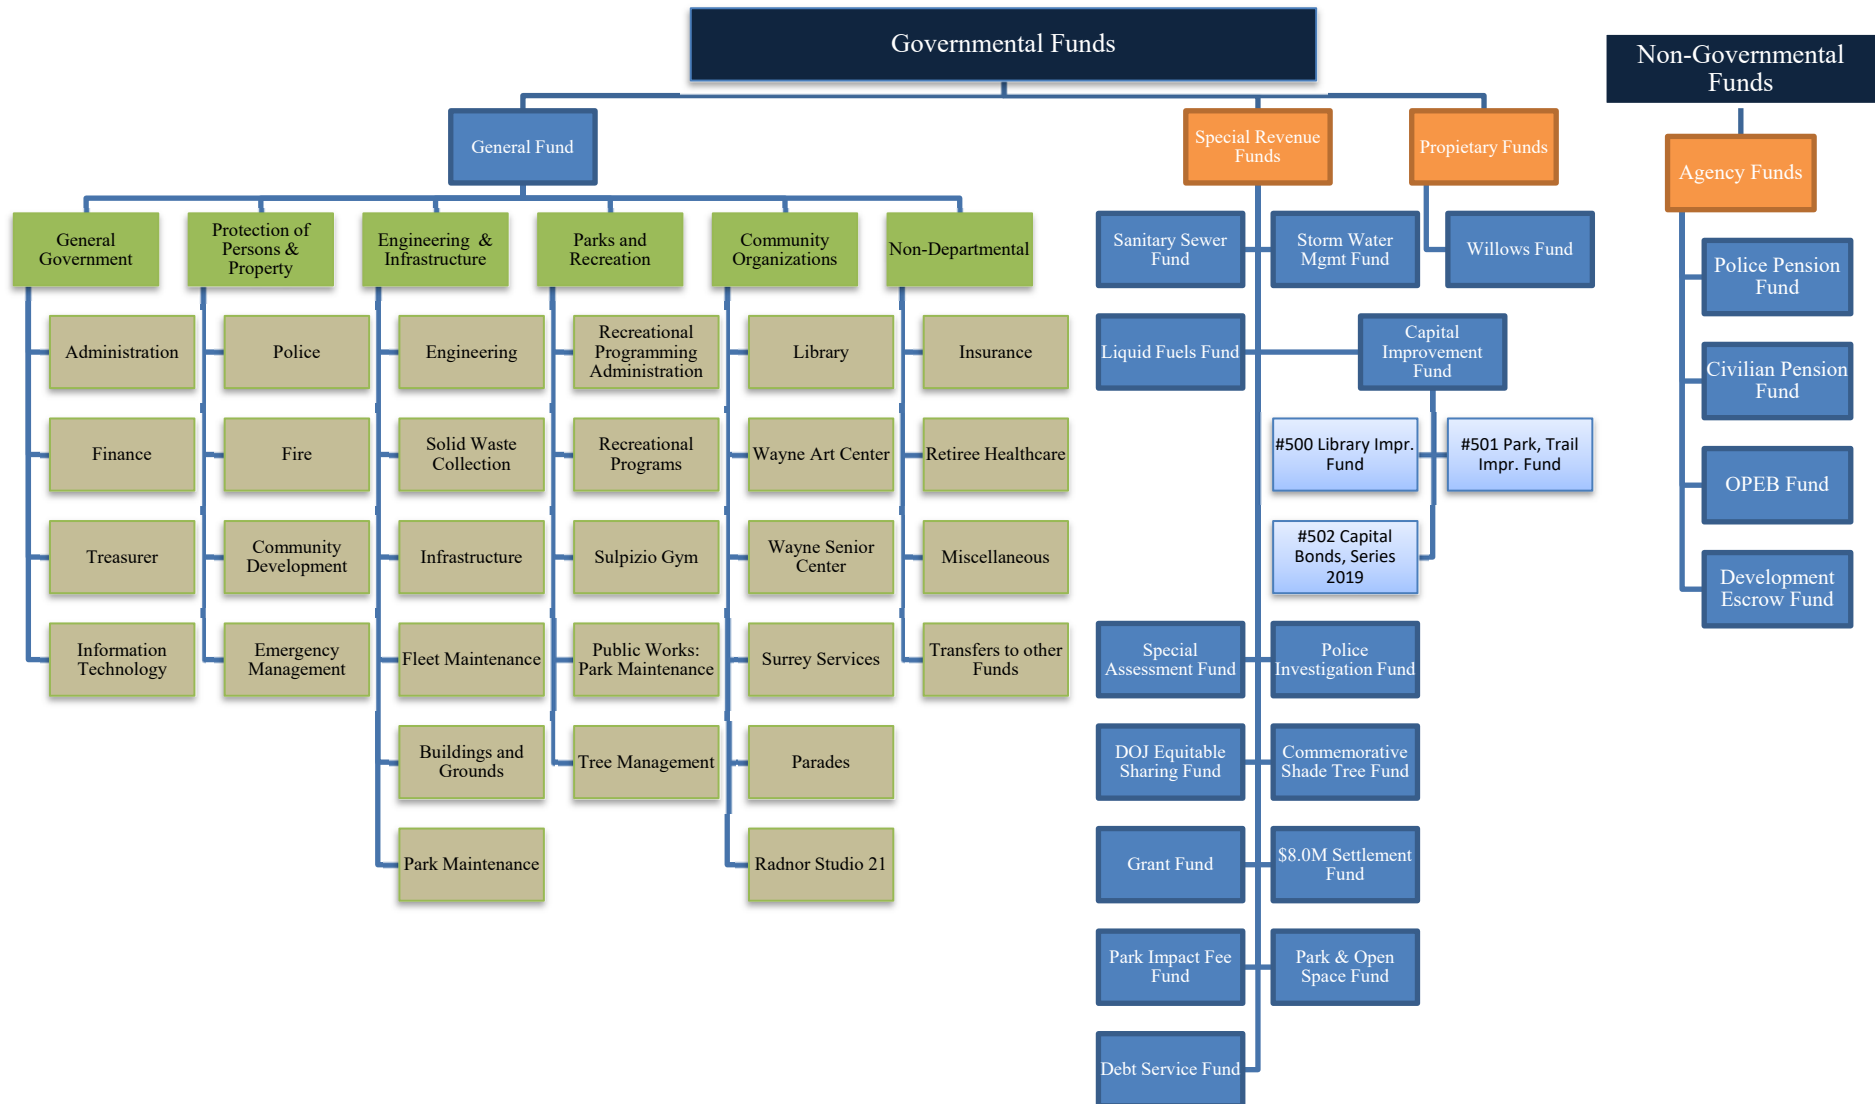 Governmental Funds
Non-Governmental
Funds
General Fund
Special Revenue
Funds
Propietary Funds
Agency Funds
General
Government
Protection of
Persons &
Property
Engineering &
Infrastructure
Parks and
Recreation
Community
Organizations
Non-Departmental
Administration
Finance
Treasurer
Information
Technology
Police
Fire
Community
Development
Emergency
Management
Engineering
Solid Waste
Collection
Infrastructure
Fleet Maintenance
Buildings and
Grounds
Park Maintenance
Recreational
Programming
Administration
Recreational
Programs
Sulpizio Gym
Public Works:
Park Maintenance
Tree Management
Library
Wayne Art Center
Wayne Senior
Center
Surrey Services
Parades
Radnor Studio 21
Insurance
Retiree Healthcare
Miscellaneous
Transfers to other
Funds
Sanitary Sewer
Fund
Storm Water
Mgmt Fund
Liquid Fuels Fund
Capital
Improvement
Fund
#500 Library Impr.
Fund
#501 Park, Trail
Impr. Fund
#502 Capital
Bonds, Series
2019
Special
Assessment Fund
Police
Investigation Fund
DOJ Equitable
Sharing Fund
Commemorative
Shade Tree Fund
Grant Fund
$8.0M Settlement
Fund
Park Impact Fee
Fund
Park & Open
Space Fund
Debt Service Fund
Willows Fund
Police Pension
Fund
Civilian Pension
Fund
OPEB Fund
Development
Escrow Fund